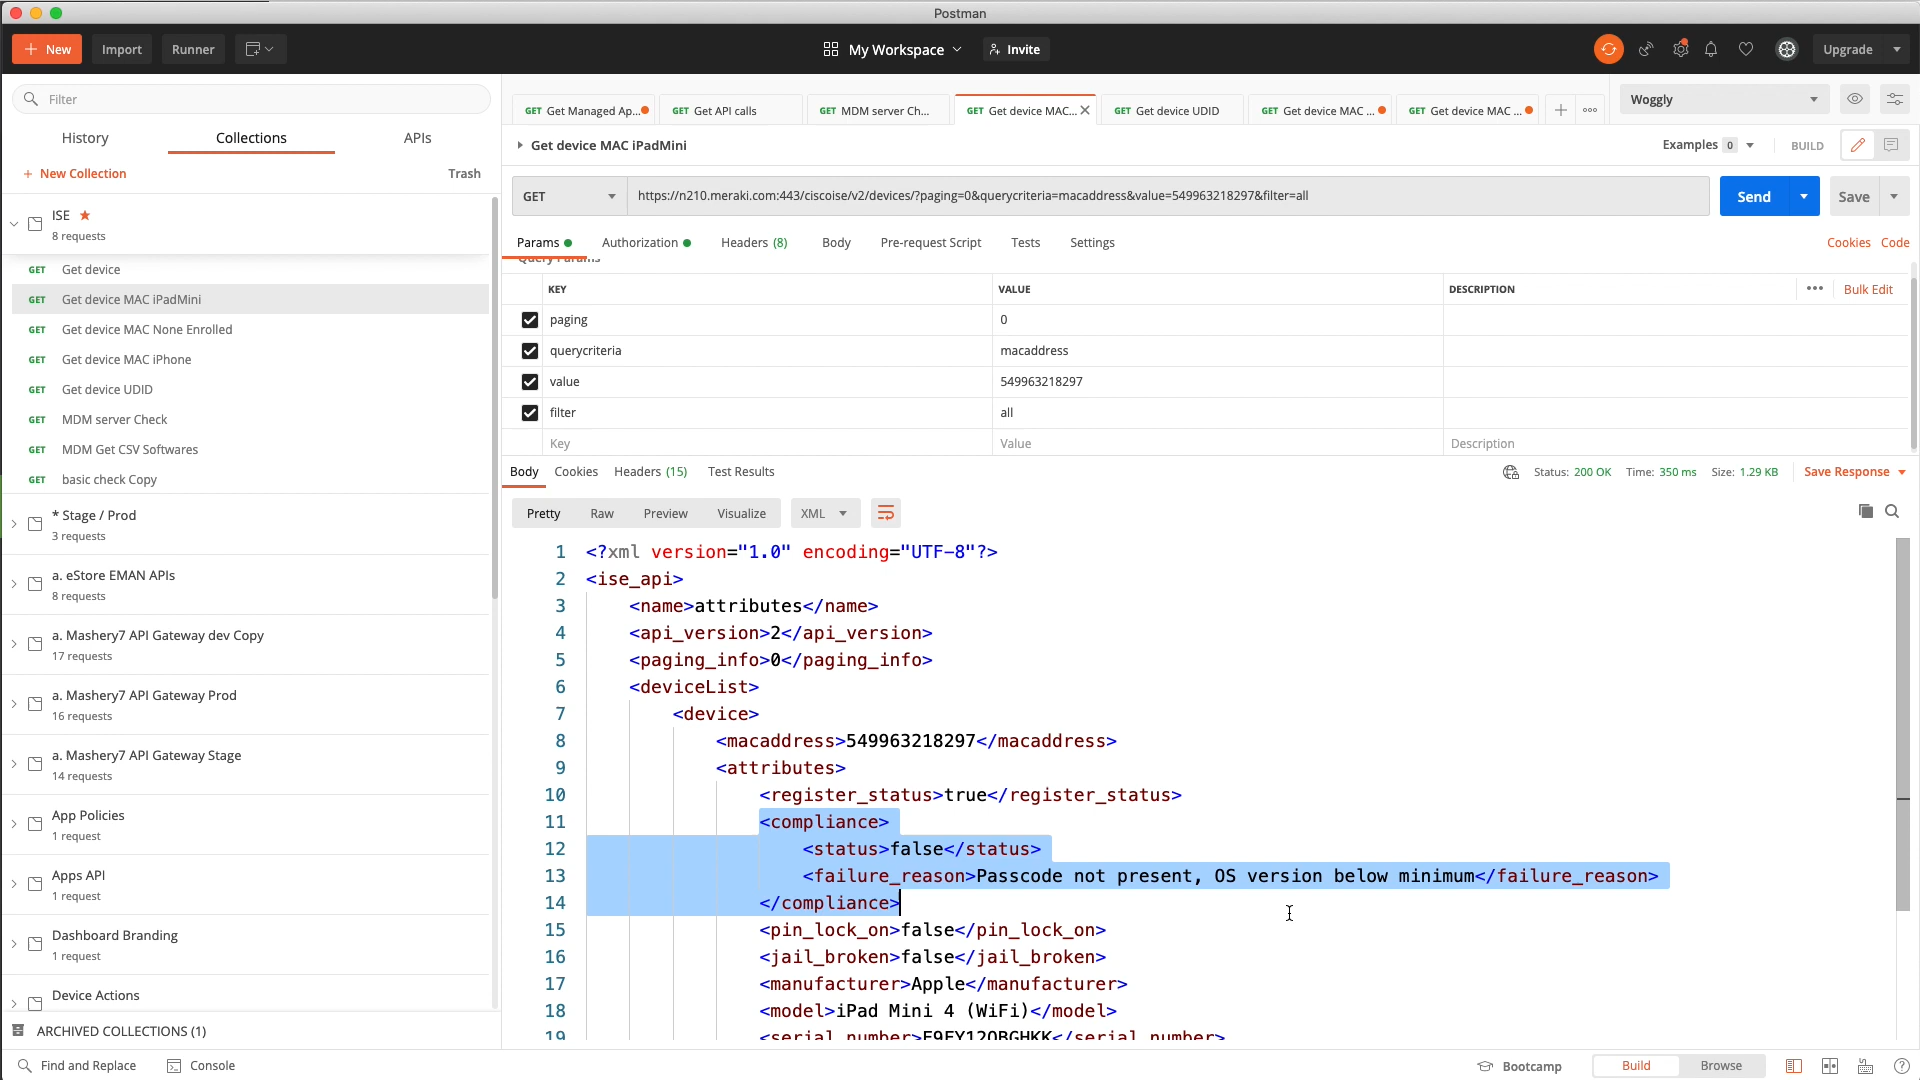 Postman
New
Import
Runner
My Workspace
Invite
Upgrade
Filter
History
Collections
APIs
+ New Collection
Trash
ISE
8 requests
GET Get device
GET Get device MAC iPadMini
GET Get device MAC None Enrolled
GET Get device MAC iPhone
GET Get device UDID
GET MDM server Check
GET MDM Get CSV Softwares
GET basic check Copy
* Stage / Prod
3 requests
a. eStore EMAN APIs
8 requests
a. Mashery7 API Gateway dev Copy
17 requests
a. Mashery7 API Gateway Prod
16 requests
a. Mashery7 API Gateway Stage
14 requests
App Policies
1 request
Apps API
1 request
Dashboard Branding
1 request
Device Actions
ARCHIVED COLLECTIONS (1)
GET Get Managed Ap...
GET Get API calls
GET MDM server Ch...
GET Get device MAC...
GET Get device UDID
GET Get device MAC ...
GET Get device MAC ...
Woggly
Get device MAC iPadMini
Examples 0
BUILD
GET
https://n210.meraki.com:443/ciscoise/v2/devices/?paging=0&querycriteria=macaddress&value=549963218297&filter=all
Send
Save
Params
Authorization
Headers (8)
Body
Pre-request Script
Tests
Settings
Cookies
Code
Query Params
KEY VALUE DESCRIPTION
Bulk Edit
paging 0
querycriteria macaddress
value 549963218297
filter all
Key Value Description
Body
Cookies
Headers (15)
Test Results
Status: 200 OK
Time: 350 ms
Size: 1.29 KB
Save Response
Pretty
Raw
Preview
Visualize
XML
1 <?xml version="1.0" encoding="UTF-8"?>
2 <ise_api>
3 <name>attributes</name>
4 <api_version>2</api_version>
5 <paging_info>0</paging_info>
6 <deviceList>
7 <device>
8 <macaddress>549963218297</macaddress>
9 <attributes>
10 <register_status>true</register_status>
11 <compliance>
12 <status>false</status>
13 <failure_reason>Passcode not present, OS version below minimum</failure_reason>
14 </compliance>
15 <pin_lock_on>false</pin_lock_on>
16 <jail_broken>false</jail_broken>
17 <manufacturer>Apple</manufacturer>
18 <model>iPad Mini 4 (WiFi)</model>
19
Find and Replace
Console
Bootcamp
Build
Browse